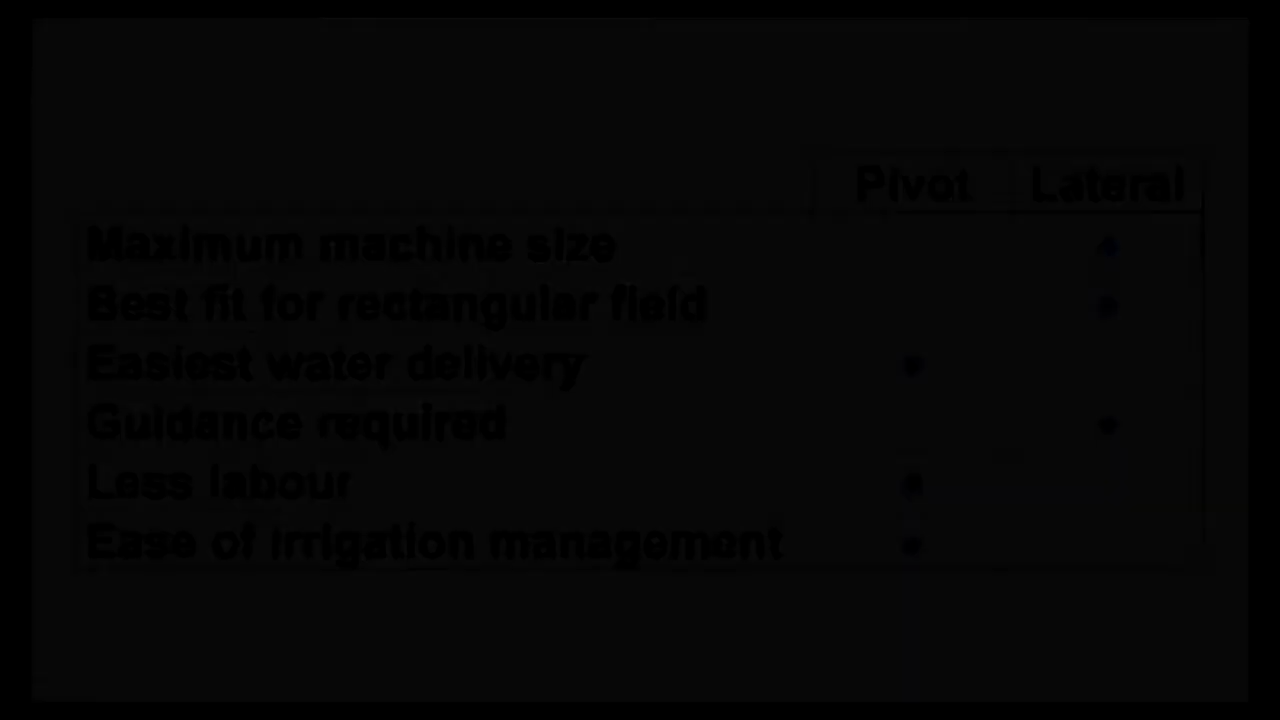 Pivot Lateral
Maximum machine size •
Best fit for rectangular field •
Easiest water delivery •
Guidance required •
Less labour •
Ease of irrigation management •